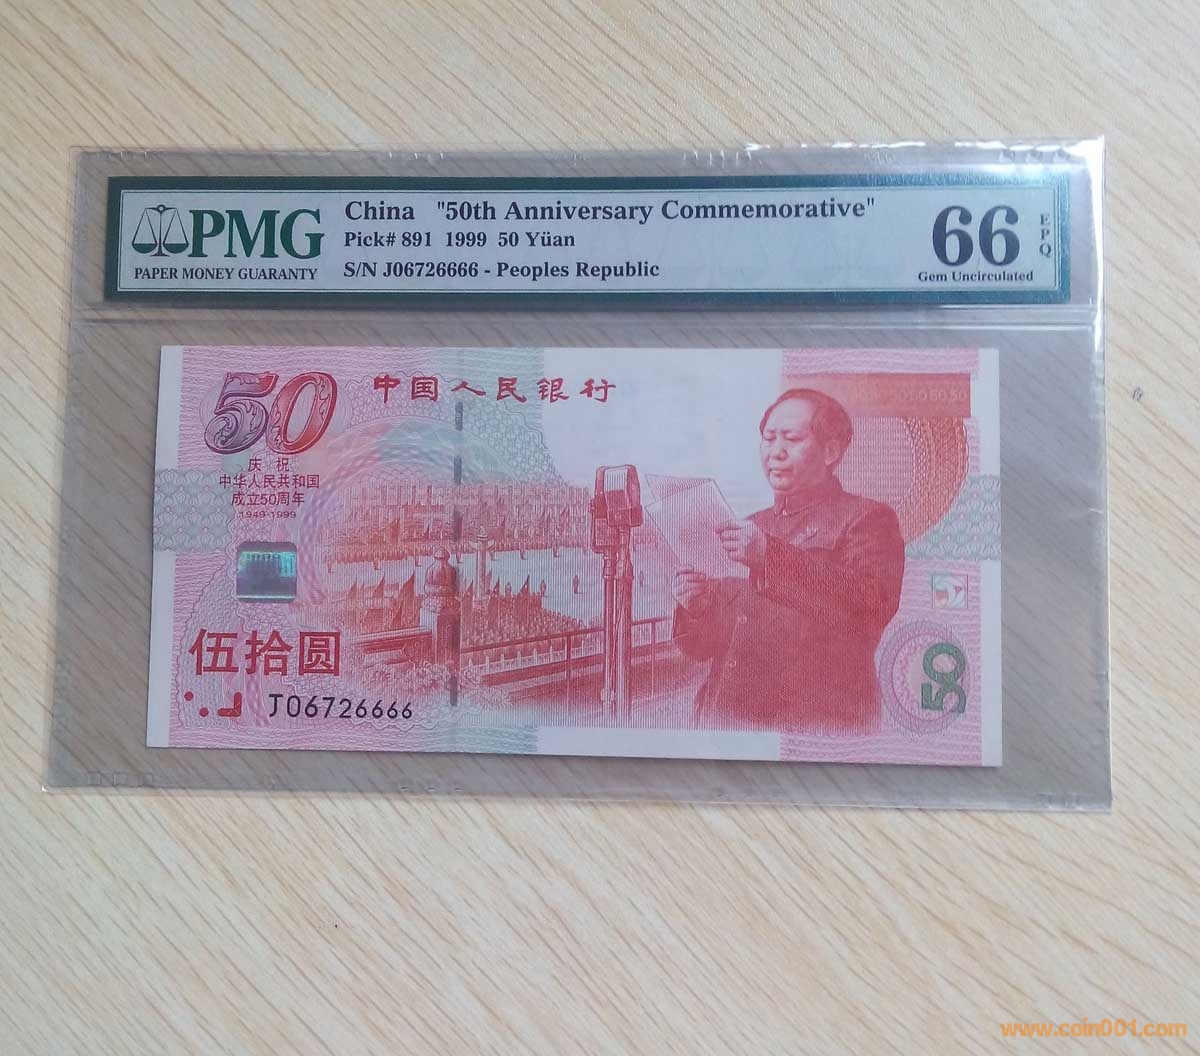 PMG
PAPER MONEY GUARANTY
China "50th Anniversary Commemorative"
Pick# 891 1999 50 Yüan
S/N J06726666 - Peoples Republic
66
EPQ
Gem Uncirculated
50
中国人民银行
庆祝
中华人民共和国
成立50周年
1949-1999
伍拾圆
J06726666
50
www.coin001.com